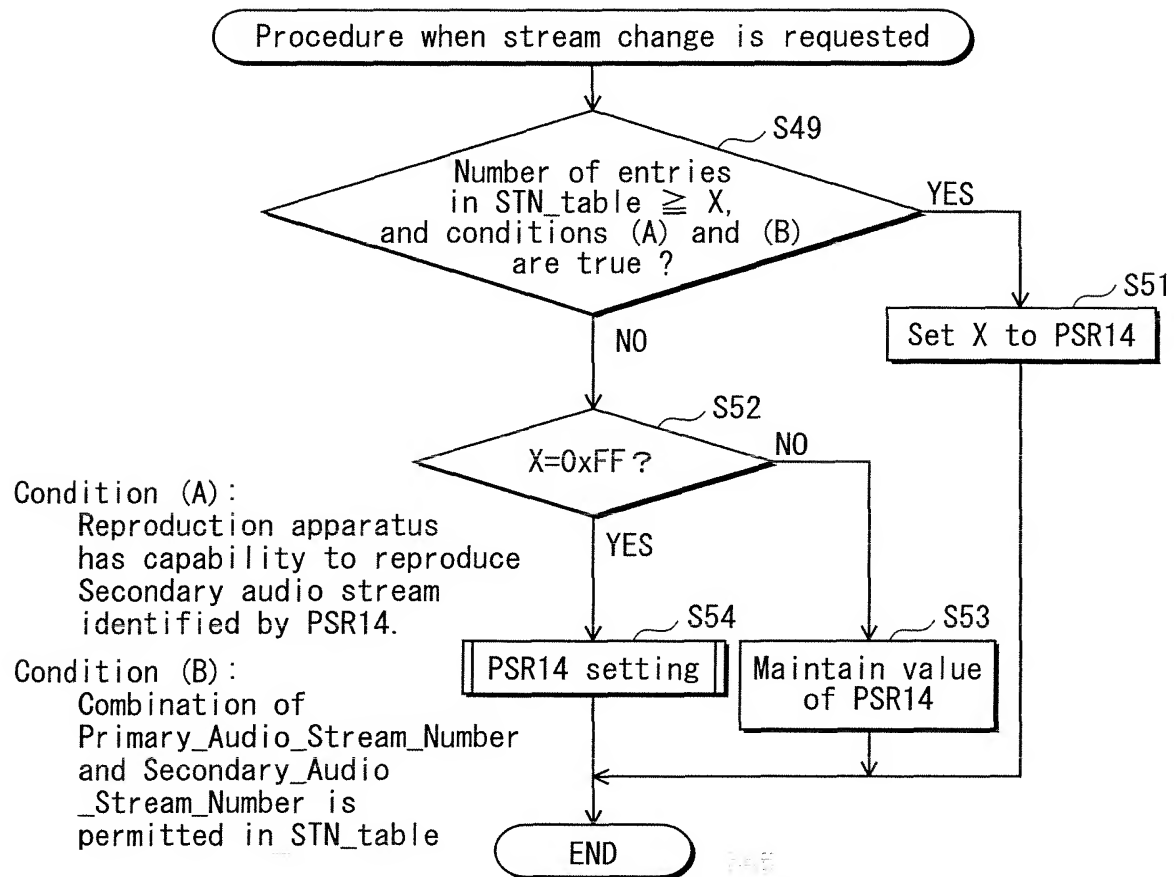 Procedure when stream change is requested
S49
Number of entries
in STN_table ≧ X,
and conditions (A) and (B)
are true ?
YES
NO
S51
Set X to PSR14
S52
X=0xFF?
NO
YES
Condition (A):
Reproduction apparatus
has capability to reproduce
Secondary audio stream
identified by PSR14.
Condition (B):
Combination of
Primary_Audio_Stream_Number
and Secondary_Audio
_Stream_Number is
permitted in STN_table
S54
PSR14 setting
S53
Maintain value
of PSR14
END